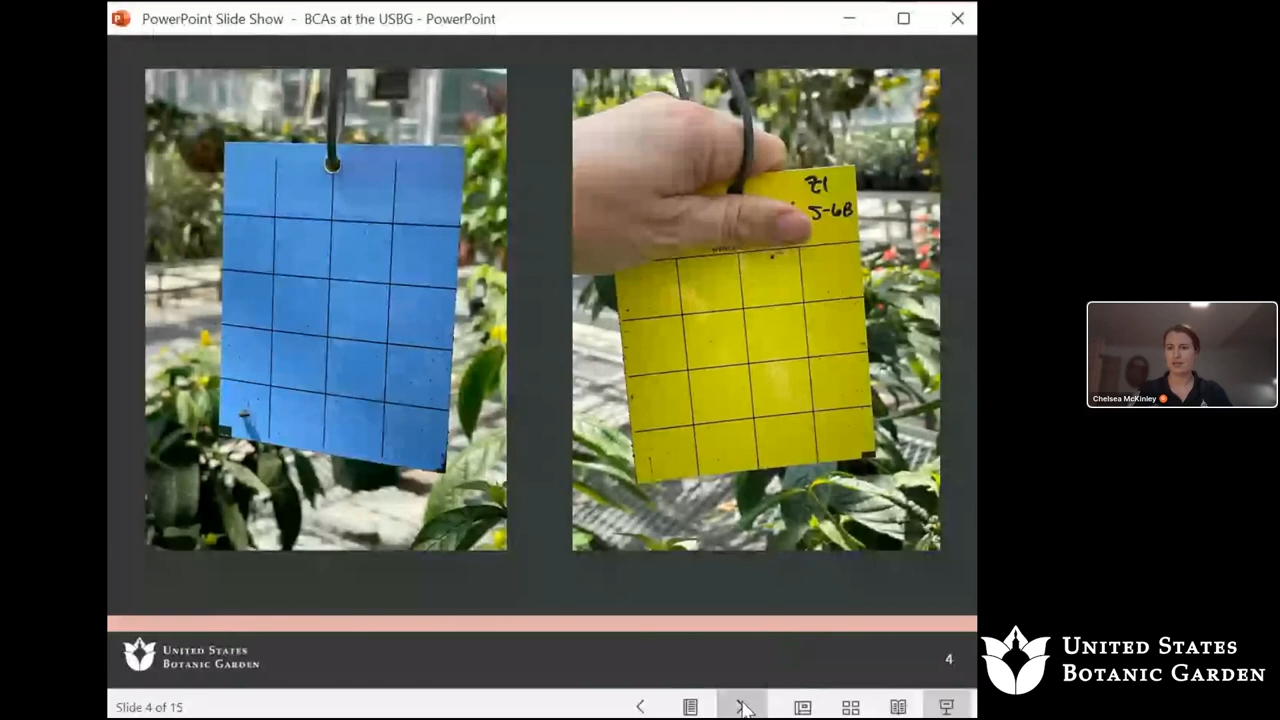 PowerPoint Slide Show - BCAs at the USBG - PowerPoint
Z1
5-6B
Chelsea McKinley
UNITED STATES
BOTANIC GARDEN
4
UNITED STATES
BOTANIC GARDEN
Slide 4 of 15